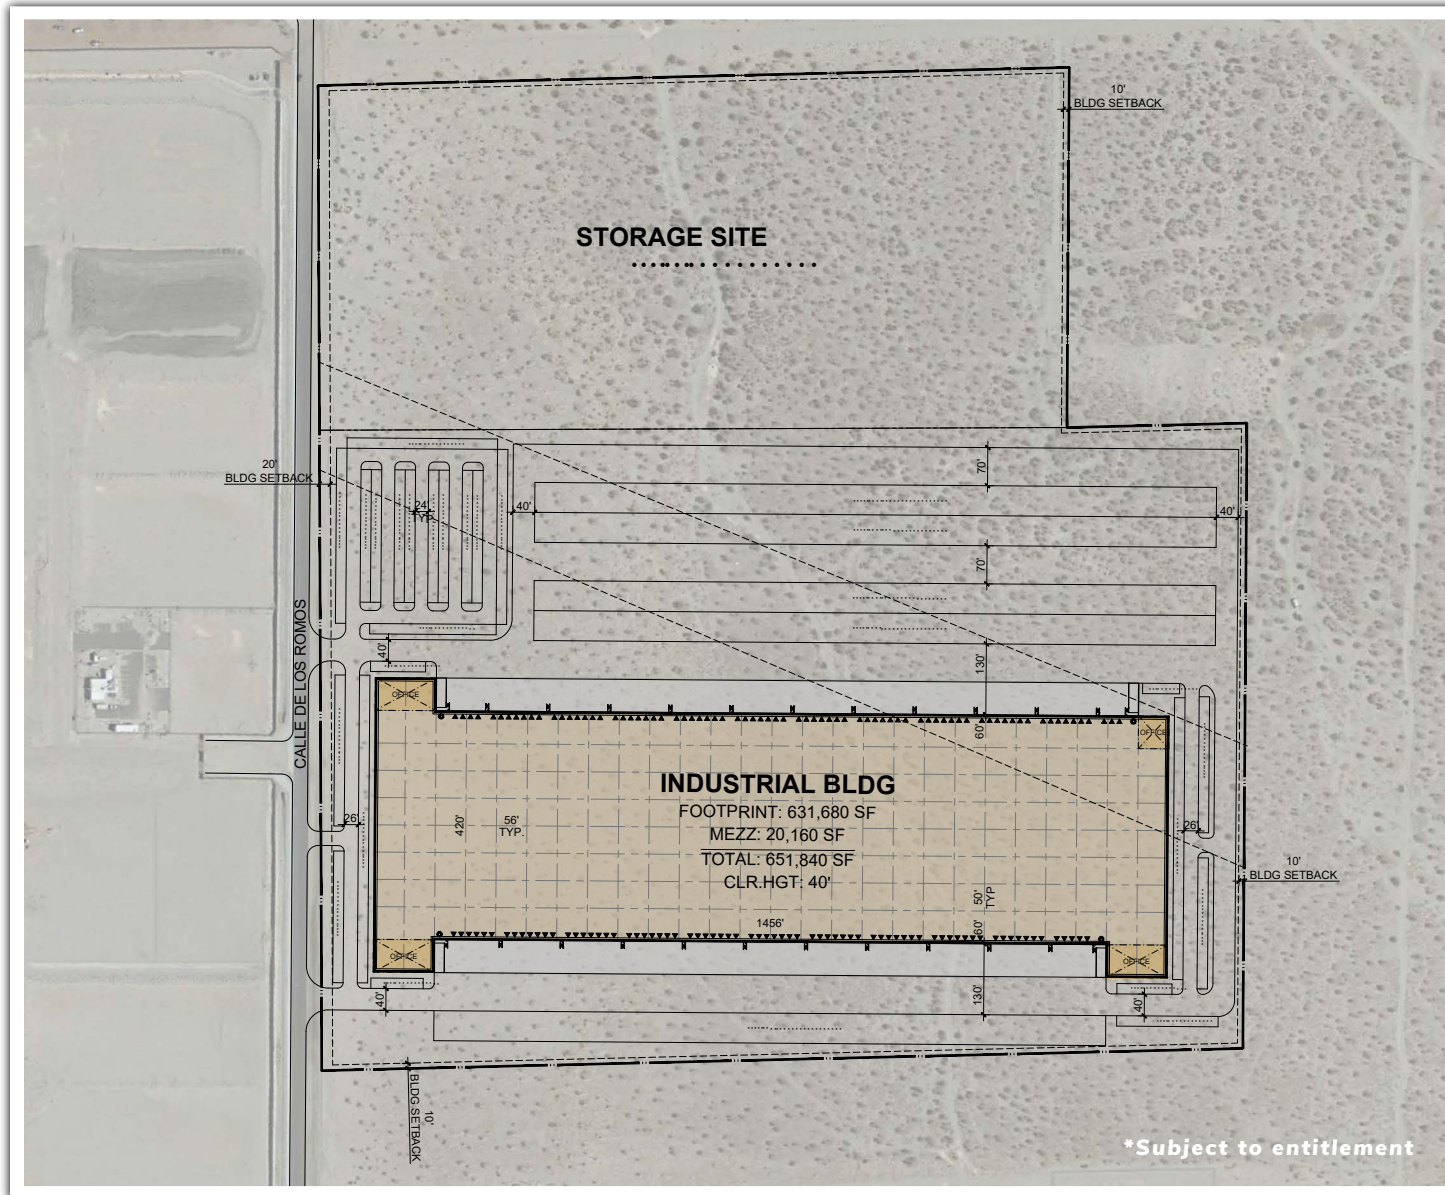 10'
BLDG SETBACK
STORAGE SITE
20'
BLDG SETBACK
70'
24'
TYP.
40'
40'
70'
CALLE DE LOS ROMOS
40'
130'
OFFICE
OFFICE
60'
INDUSTRIAL BLDG
FOOTPRINT: 631,680 SF
MEZZ: 20,160 SF
TOTAL: 651,840 SF
CLR.HGT: 40'
26'
420'
56'
TYP.
26'
10'
BLDG SETBACK
50'
TYP
1456'
60'
OFFICE
OFFICE
40'
130'
40'
10'
BLDG SETBACK
*Subject to entitlement